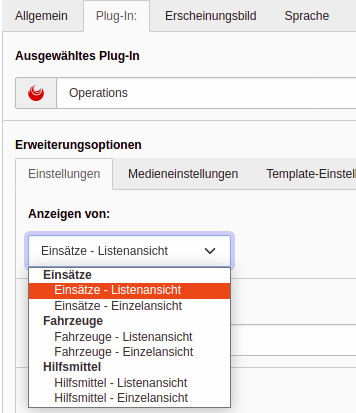 Allgemein Plug-In: Erscheinungsbild Sprache
Ausgewähltes Plug-In
Operations
Erweiterungsoptionen
Einstellungen Medieneinstellungen Template-Einstel
Anzeigen von:
Einsätze - Listenansicht
Einsätze
Einsätze - Listenansicht
Einsätze - Einzelansicht
Fahrzeuge
Fahrzeuge - Listenansicht
Fahrzeuge - Einzelansicht
Hilfsmittel
Hilfsmittel - Listenansicht
Hilfsmittel - Einzelansicht